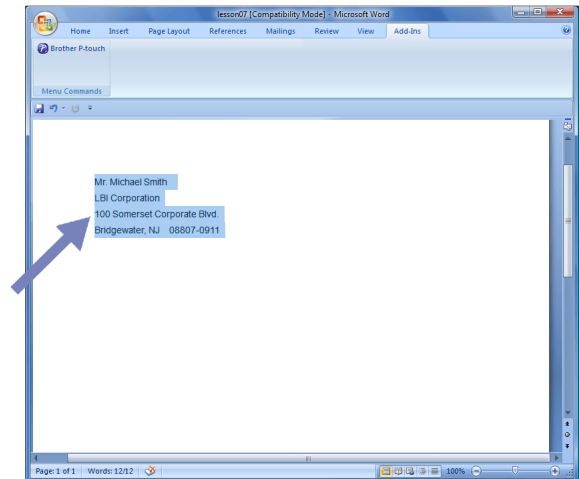 lesson07 [Compatibility Mode] - Microsoft Word
Home Insert Page Layout References Mailings Review View Add-Ins
Brother P-touch
Menu Commands
Mr. Michael Smith
LBI Corporation
100 Somerset Corporate Blvd.
Bridgewater, NJ 08807-0911
Page: 1 of 1 Words: 12/12 100%